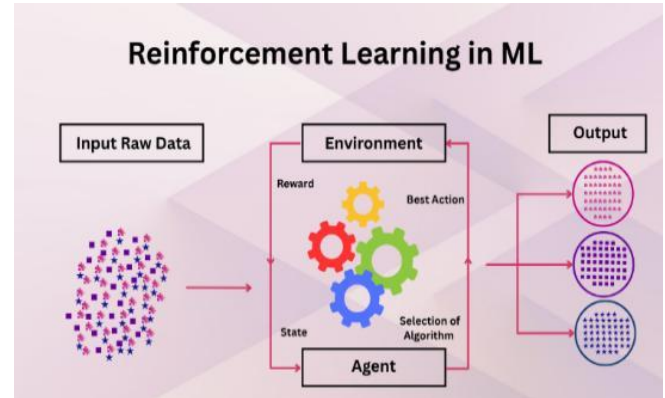 Reinforcement Learning in ML
Input Raw Data
Environment
Output
Reward
Best Action
State
Selection of
Algorithm
Agent